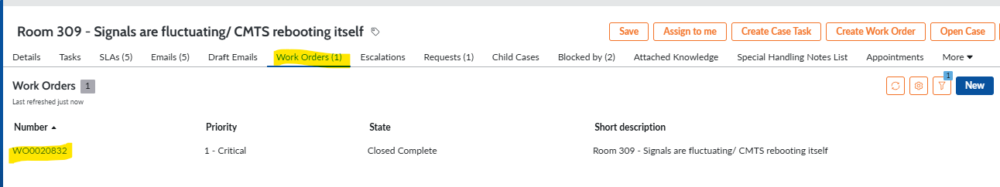 Room 309 - Signals are fluctuating/ CMTS rebooting itself
Save Assign to me Create Case Task Create Work Order Open Case
Details Tasks SLAs (5) Emails (5) Draft Emails Work Orders (1) Escalations Requests (1) Child Cases Blocked by (2) Attached Knowledge Special Handling Notes List Appointments More
Work Orders 1
1
New
Last refreshed just now
Number Priority State Short description
WO0020832 1 - Critical Closed Complete Room 309 - Signals are fluctuating/ CMTS rebooting itself